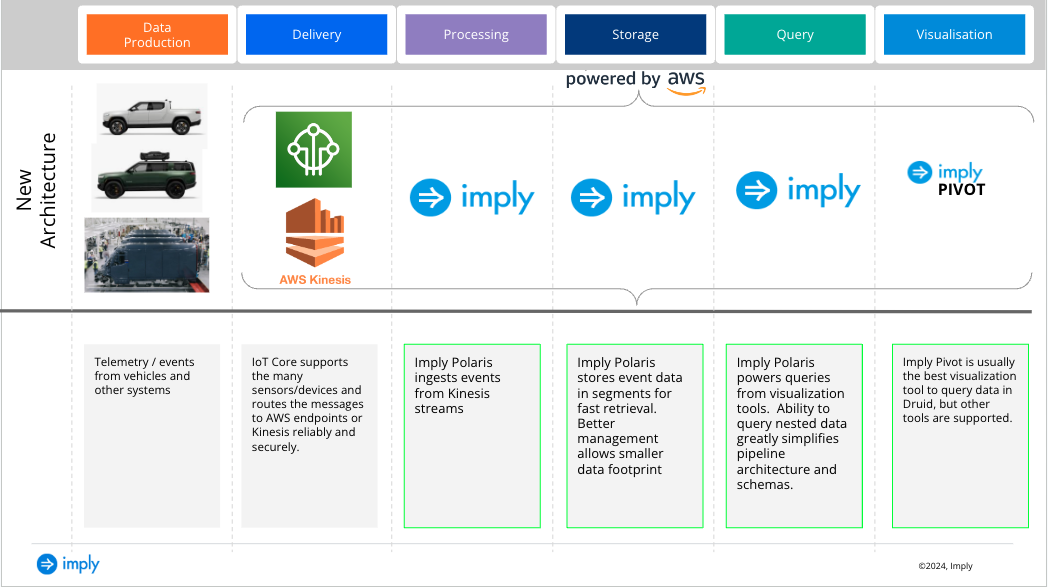 Data
Production
Delivery
Processing
Storage
Query
Visualisation
powered by aws
New
Architecture
imply
imply
imply
imply
PIVOT
AWS Kinesis
Telemetry / events
from vehicles and
other systems
IoT Core supports
the many
sensors/devices and
routes the messages
to AWS endpoints or
Kinesis reliably and
securely.
Imply Polaris
ingests events
from Kinesis
streams
Imply Polaris
stores event data
in segments for
fast retrieval.
Better
management
allows smaller
data footprint
Imply Polaris
powers queries
from visualization
tools.  Ability to
query nested data
greatly simplifies
pipeline
architecture and
schemas.
Imply Pivot is usually
the best visualization
tool to query data in
Druid, but other
tools are supported.
imply
©2024, Imply